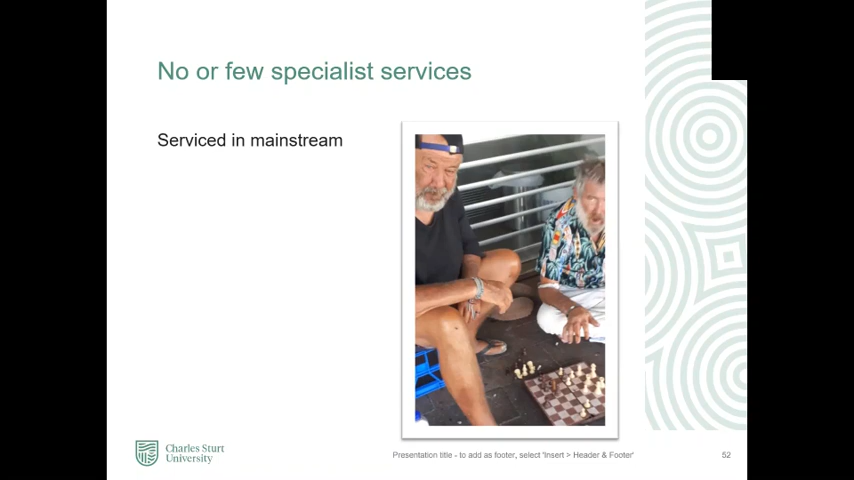 No or few specialist services
Serviced in mainstream
Charles Sturt
University
Presentation title - to add as footer, select 'Insert > Header & Footer'
52